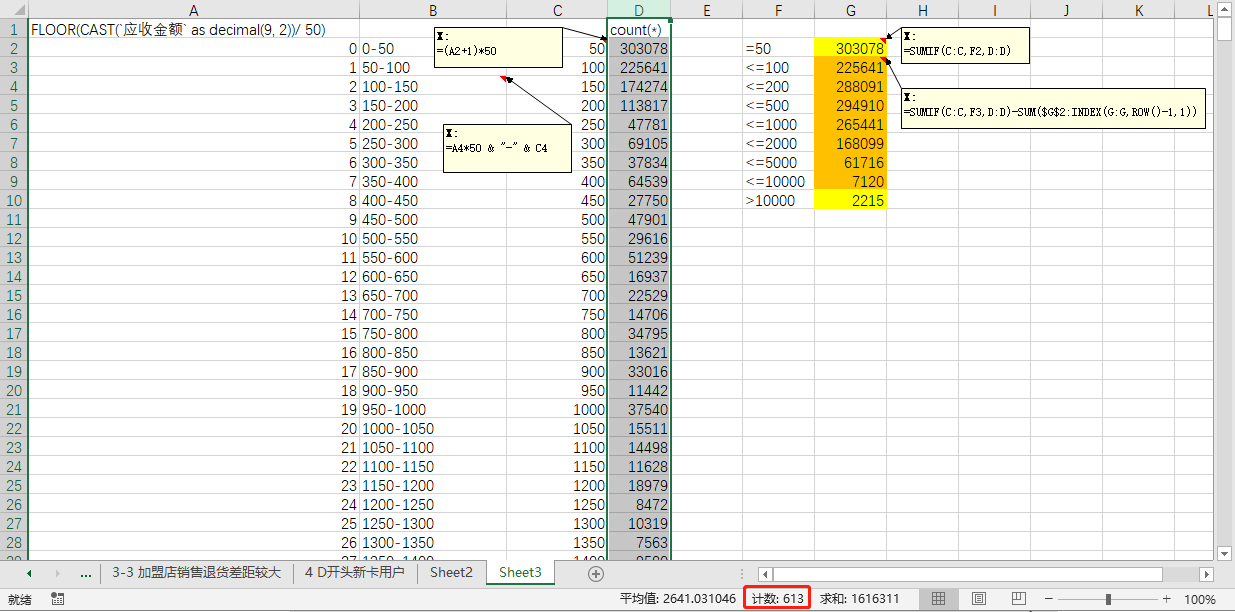 A B C D E F G H I J K L
1 FLOOR(CAST(`应收金额` as decimal(9, 2))/ 50) count(*)
2 0 0-50 50 303078 =50 303078
3 1 50-100 100 225641 <=100 225641
4 2 100-150 150 174274 <=200 288091
5 3 150-200 200 113817 <=500 294910
6 4 200-250 250 47781 <=1000 265441
7 5 250-300 300 69105 <=2000 168099
8 6 300-350 350 37834 <=5000 61716
9 7 350-400 400 64539 <=10000 7120
10 8 400-450 450 27750 >10000 2215
11 9 450-500 500 47901
12 10 500-550 550 29616
13 11 550-600 600 51239
14 12 600-650 650 16937
15 13 650-700 700 22529
16 14 700-750 750 14706
17 15 750-800 800 34795
18 16 800-850 850 13621
19 17 850-900 900 33016
20 18 900-950 950 11442
21 19 950-1000 1000 37540
22 20 1000-1050 1050 15511
23 21 1050-1100 1100 14498
24 22 1100-1150 1150 11628
25 23 1150-1200 1200 18979
26 24 1200-1250 1250 8472
27 25 1250-1300 1300 10319
28 26 1300-1350 1350 7563
X:
=(A2+1)*50
X:
=A4*50 & "-" & C4
X:
=SUMIF(C:C,F2,D:D)
X:
=SUMIF(C:C,F3,D:D)-SUM($G$2:INDEX(G:G,ROW()-1,1))
... 3-3 加盟店销售退货差距较大 4 D开头新卡用户 Sheet2 Sheet3
就绪 平均值: 2641.031046 计数: 613 求和: 1616311 100%